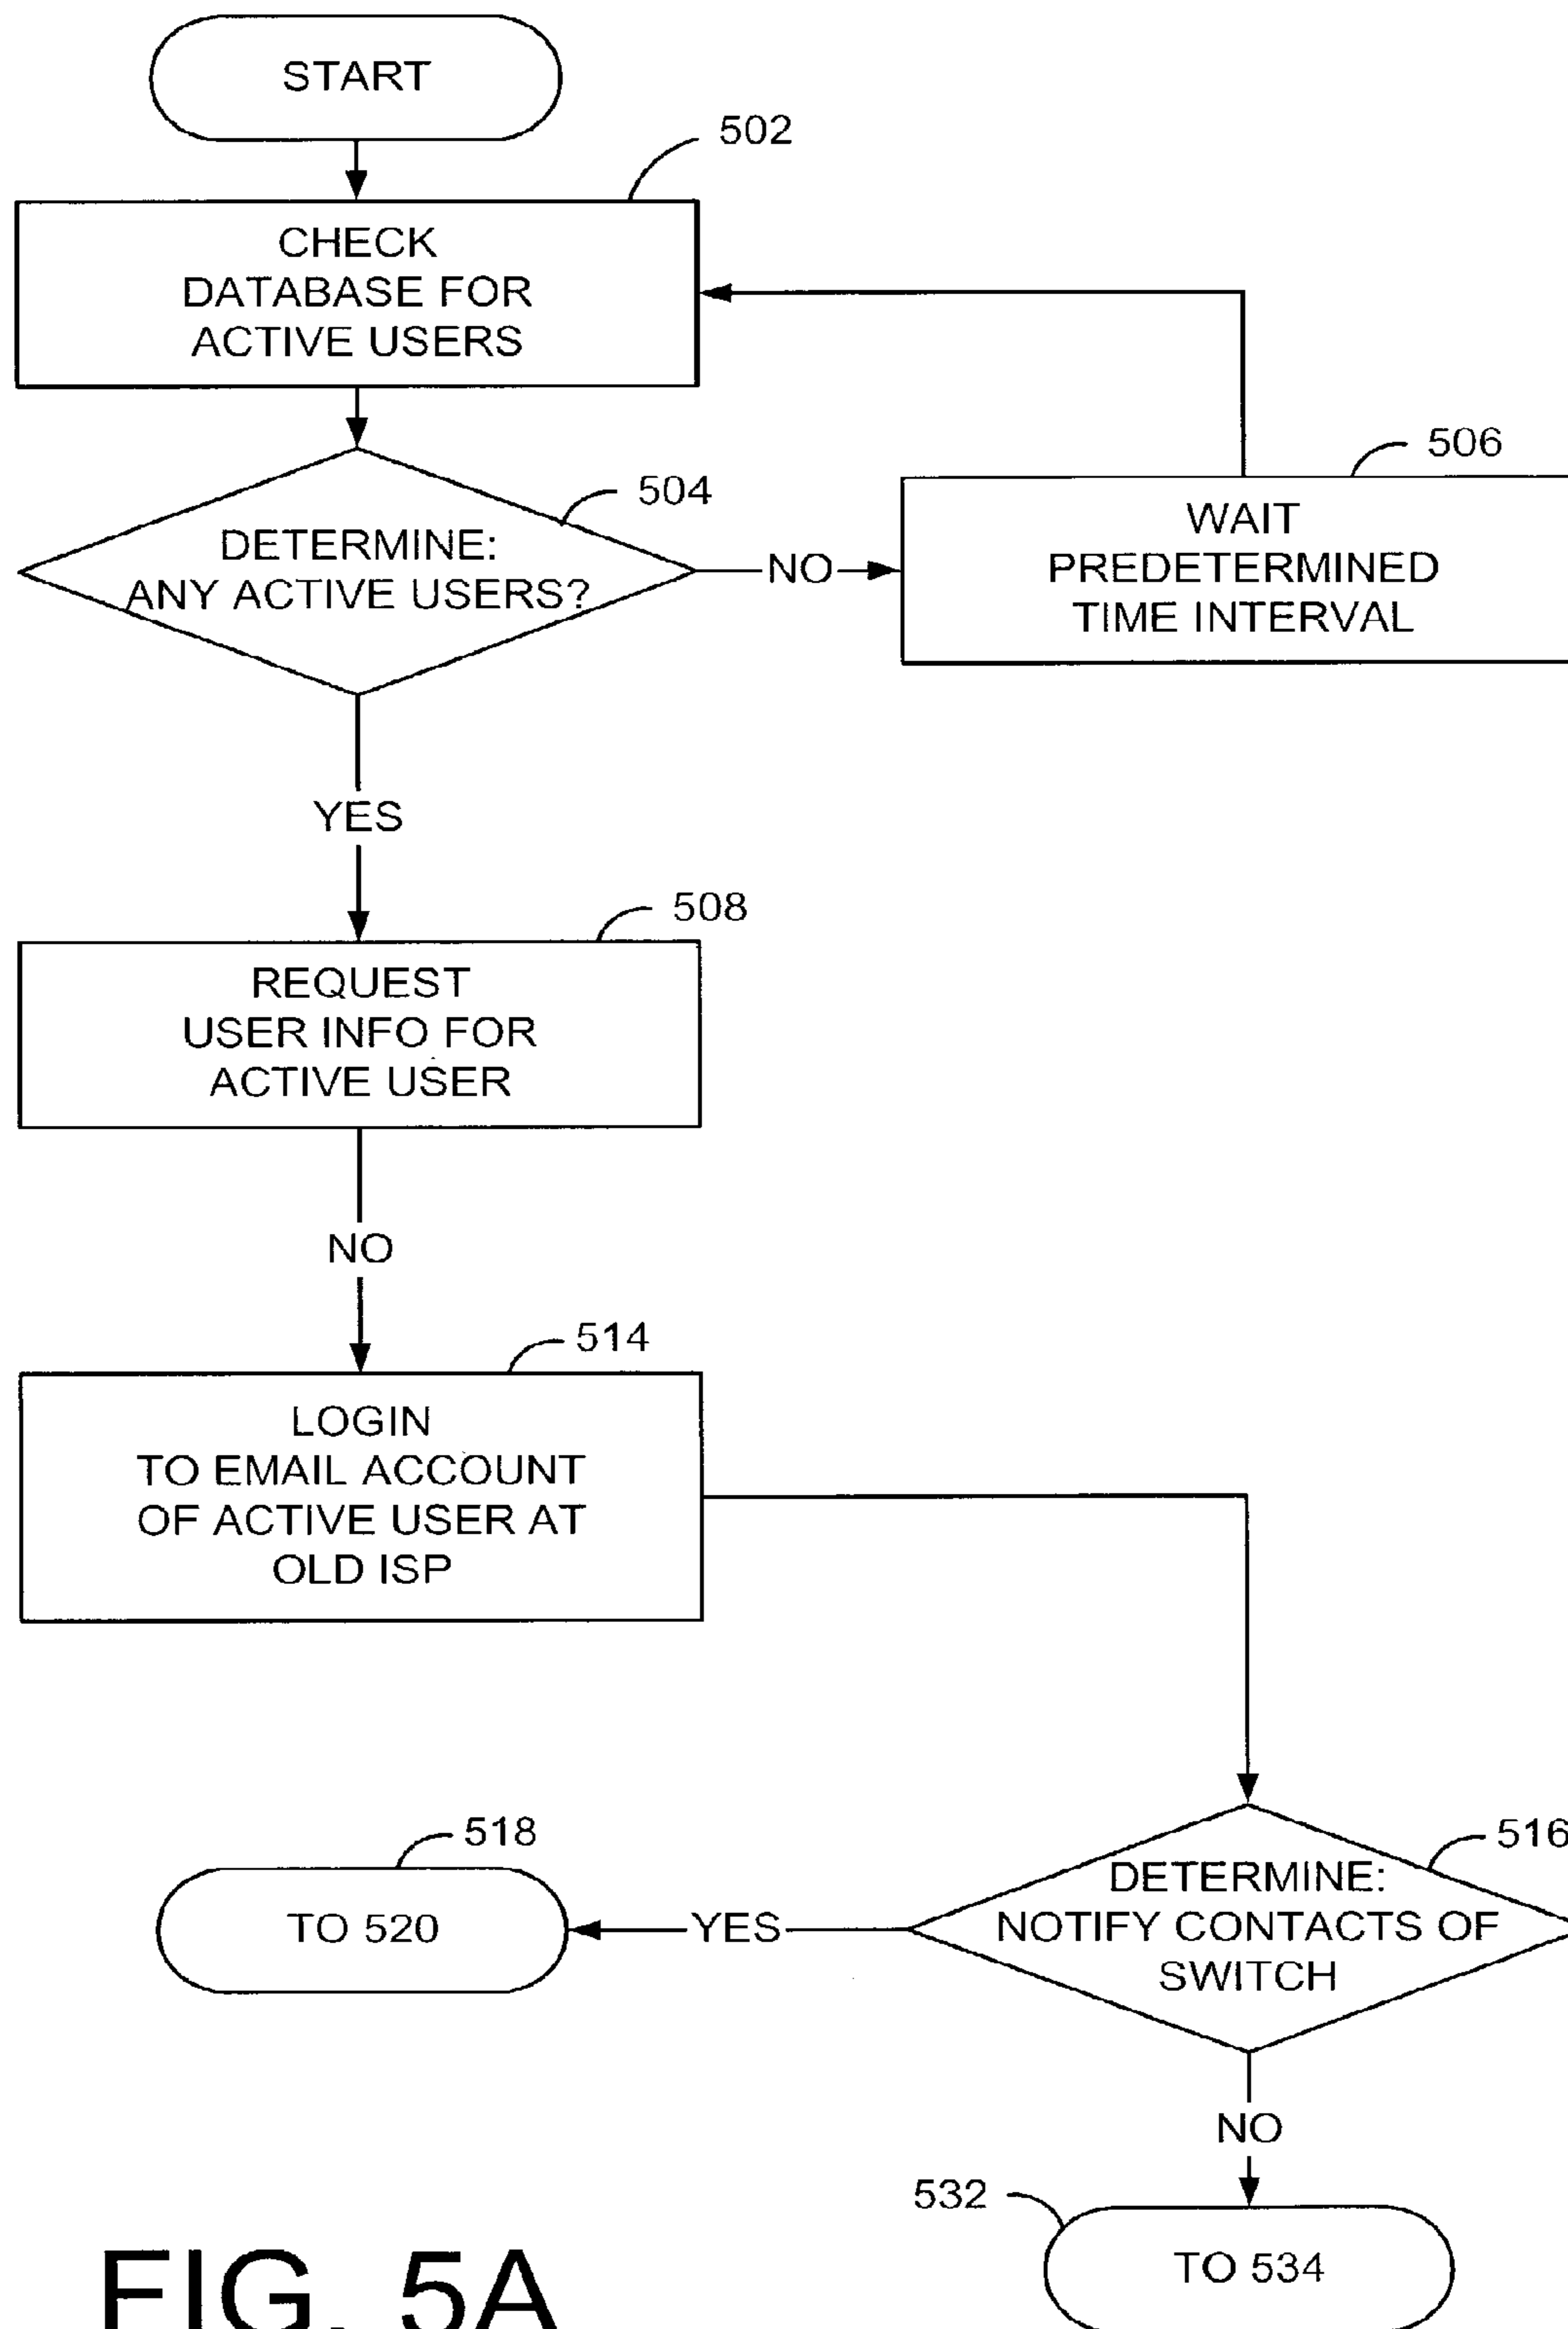 START
502
CHECK
DATABASE FOR
ACTIVE USERS
504
DETERMINE:
ANY ACTIVE USERS?
NO
506
WAIT
PREDETERMINED
TIME INTERVAL
YES
508
REQUEST
USER INFO FOR
ACTIVE USER
NO
514
LOGIN
TO EMAIL ACCOUNT
OF ACTIVE USER AT
OLD ISP
516
DETERMINE:
NOTIFY CONTACTS OF
SWITCH
YES
518
TO 520
NO
532
TO 534
FIG. 5A